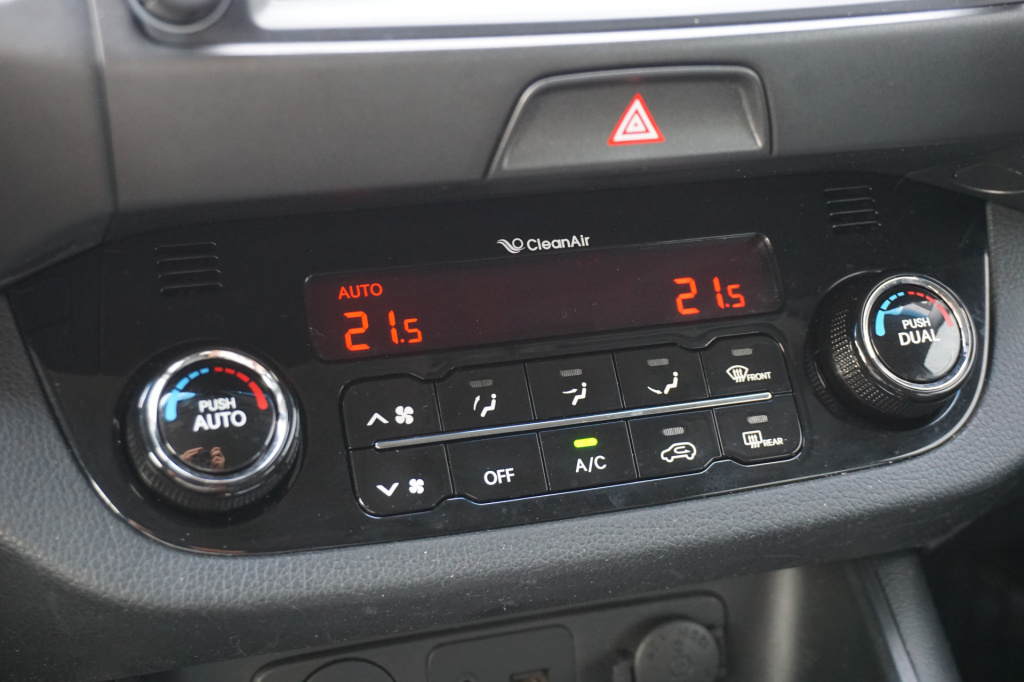 CleanAir
AUTO
21.5 21.5
PUSH
AUTO
PUSH
DUAL
FRONT
OFF
A/C
REAR